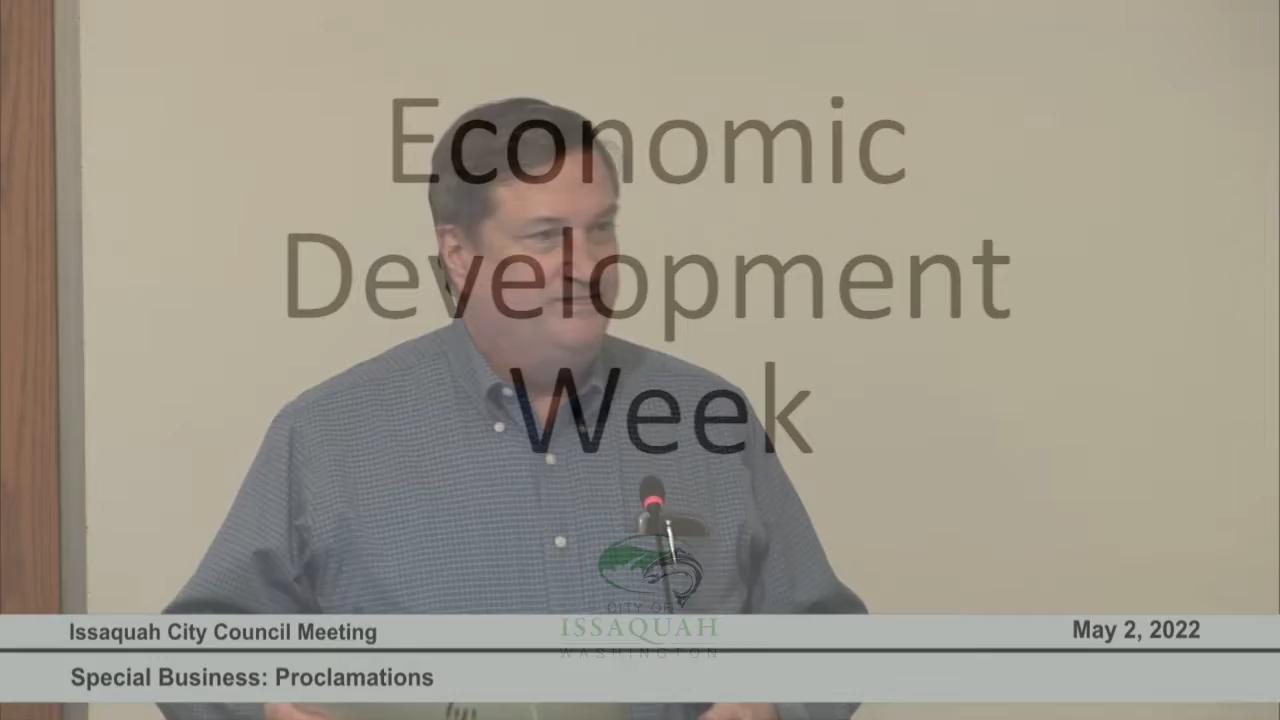 Economic
Development
Week
CITY OF
ISSAQUAH
WASHINGTON
Issaquah City Council Meeting
May 2, 2022
Special Business: Proclamations